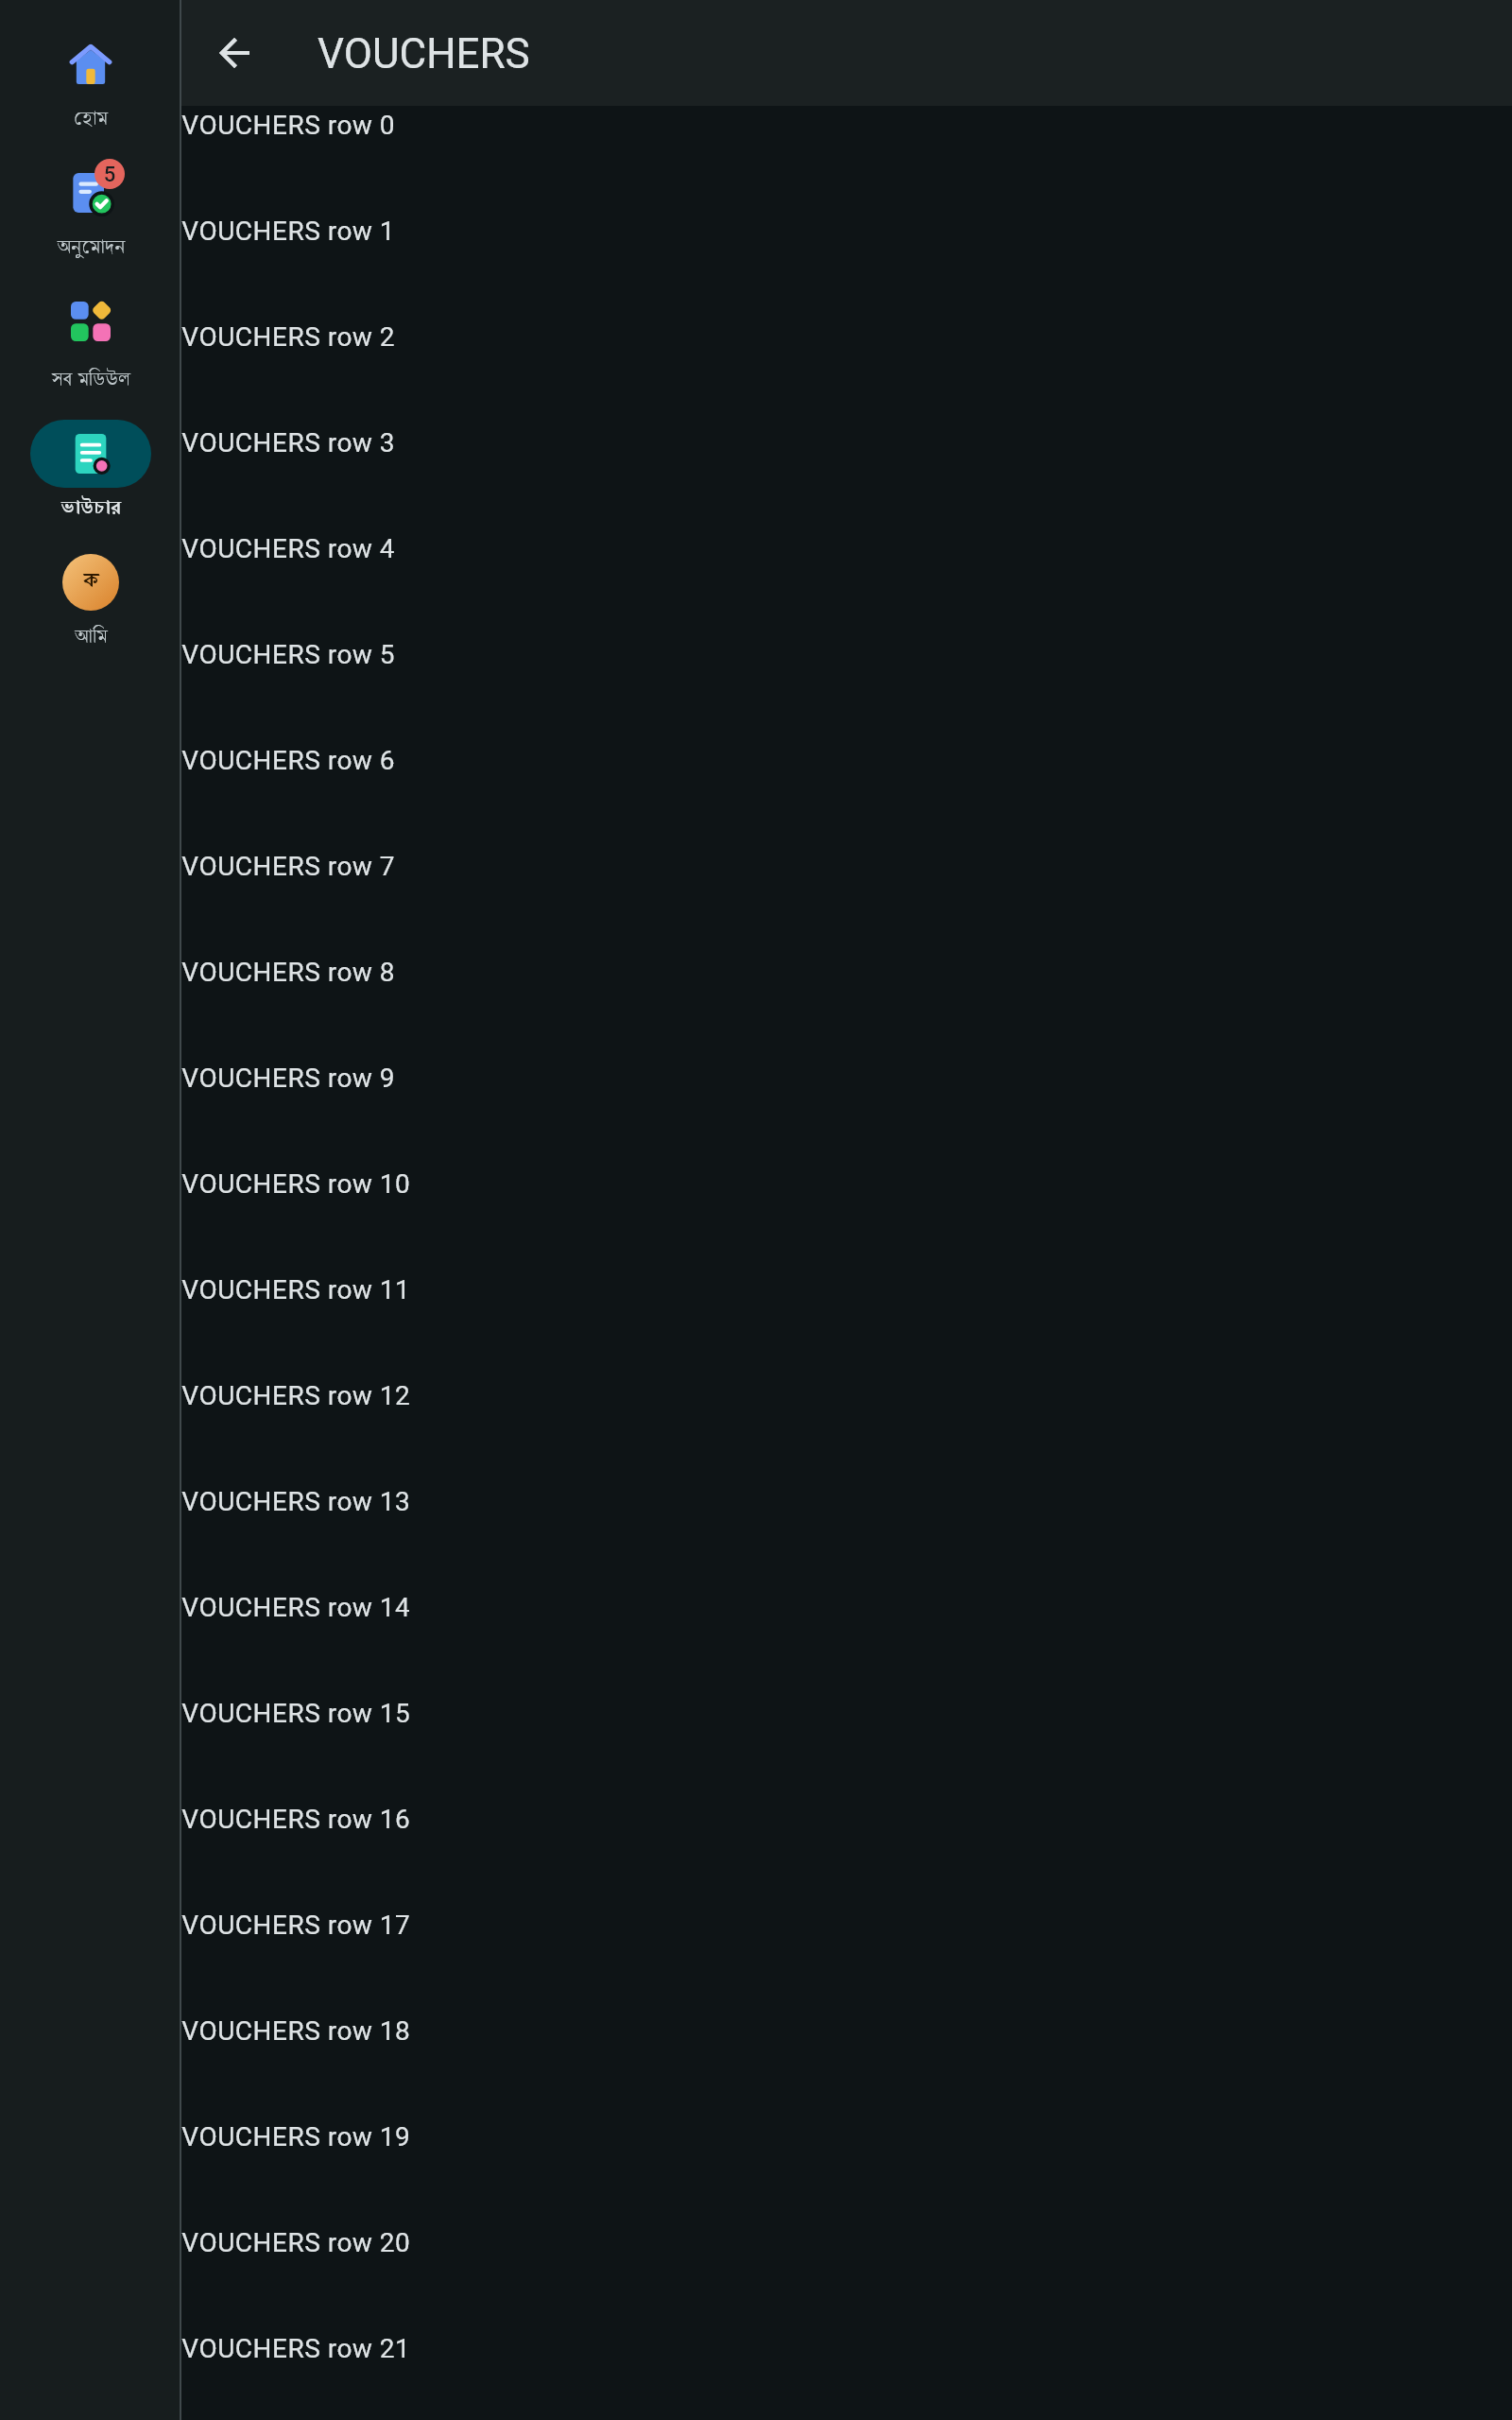 হোম
5
অনুমোদন
সব মডিউল
ভাউচার
ক
আমি
VOUCHERS
VOUCHERS row 0
VOUCHERS row 1
VOUCHERS row 2
VOUCHERS row 3
VOUCHERS row 4
VOUCHERS row 5
VOUCHERS row 6
VOUCHERS row 7
VOUCHERS row 8
VOUCHERS row 9
VOUCHERS row 10
VOUCHERS row 11
VOUCHERS row 12
VOUCHERS row 13
VOUCHERS row 14
VOUCHERS row 15
VOUCHERS row 16
VOUCHERS row 17
VOUCHERS row 18
VOUCHERS row 19
VOUCHERS row 20
VOUCHERS row 21